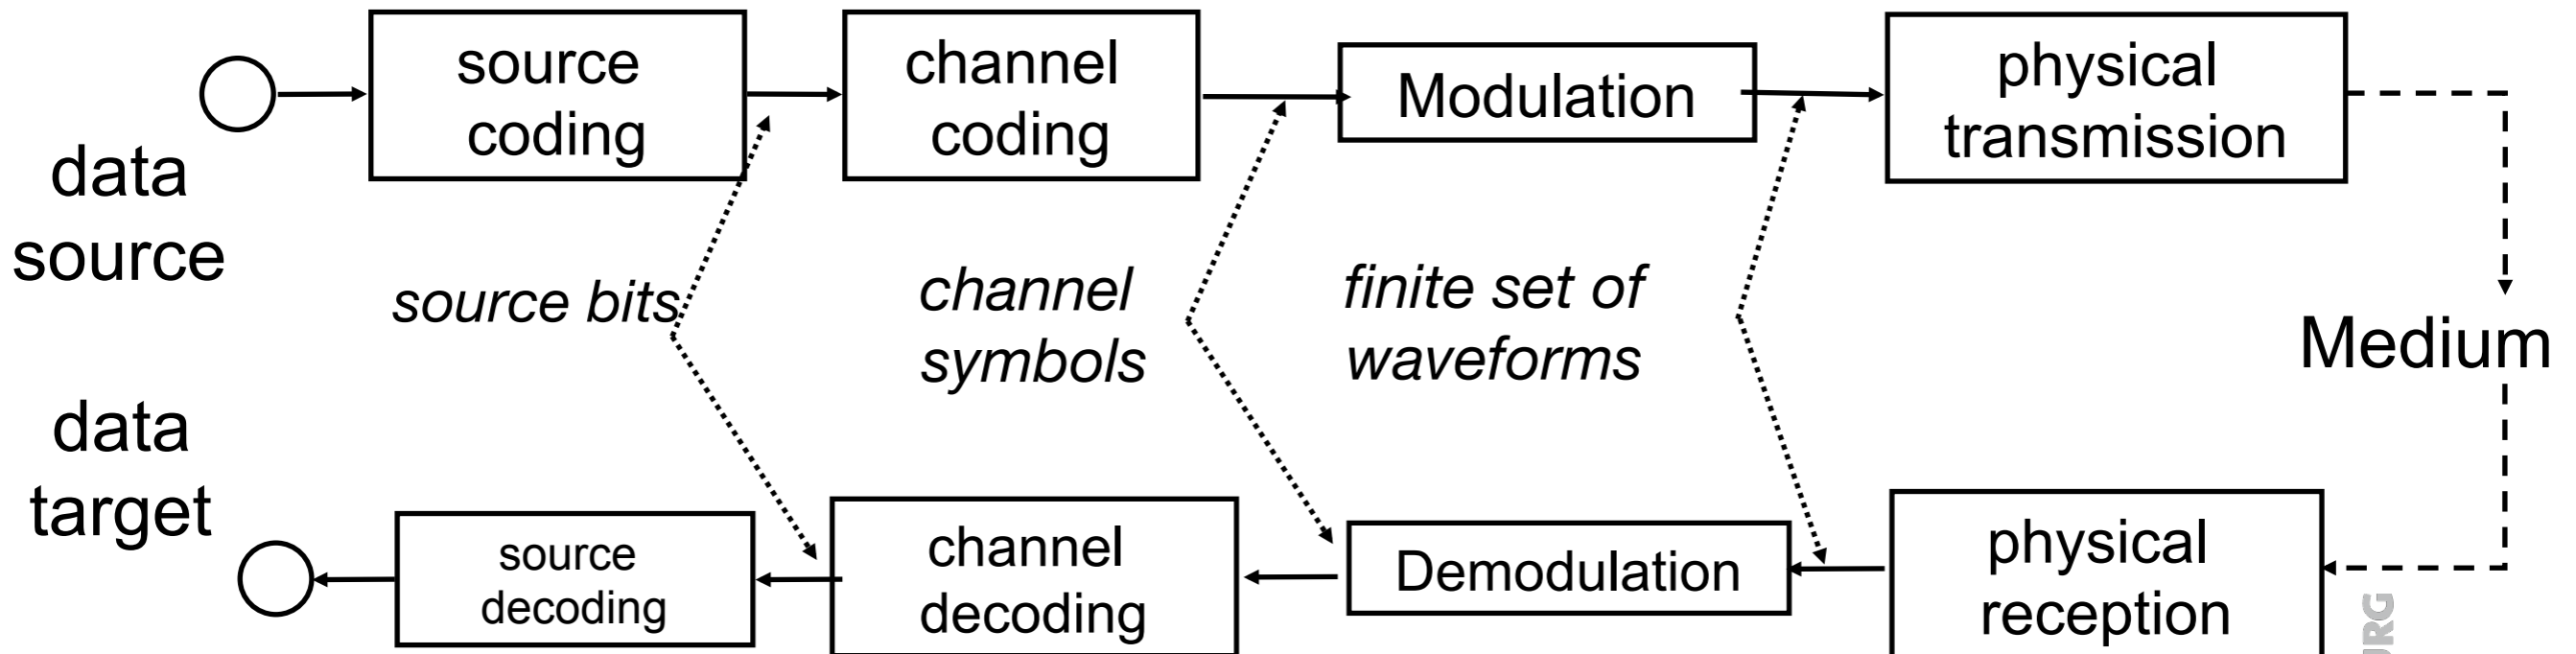 source
coding
channel
coding
Modulation
physical
transmission
data
source
source bits
channel
symbols
finite set of
waveforms
Medium
data
target
source
decoding
channel
decoding
Demodulation
physical
reception